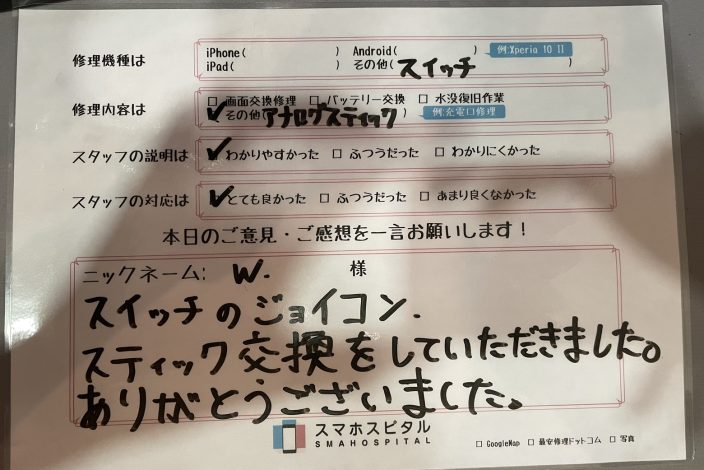 修理機種は iPhone( ) Android( ) 例:Xperia 10 II
iPad( ) その他(スイッチ )
修理内容は □ 画面交換修理 □ バッテリー交換 □ 水没復旧作業
✔ その他(アナログスティック ) 例:充電口修理
スタッフの説明は ✔ わかりやすかった □ ふつうだった □ わかりにくかった
スタッフの対応は ✔ とても良かった □ ふつうだった □ あまり良くなかった
本日のご意見・ご感想を一言お願いします!
ニックネーム: W. 様
スイッチのジョイコン.
スティック交換をしていただきました。
ありがとうございました。
スマホスピタル
SMAHOSPITAL
□ GoogleMap □ 最安修理ドットコム □ 写真